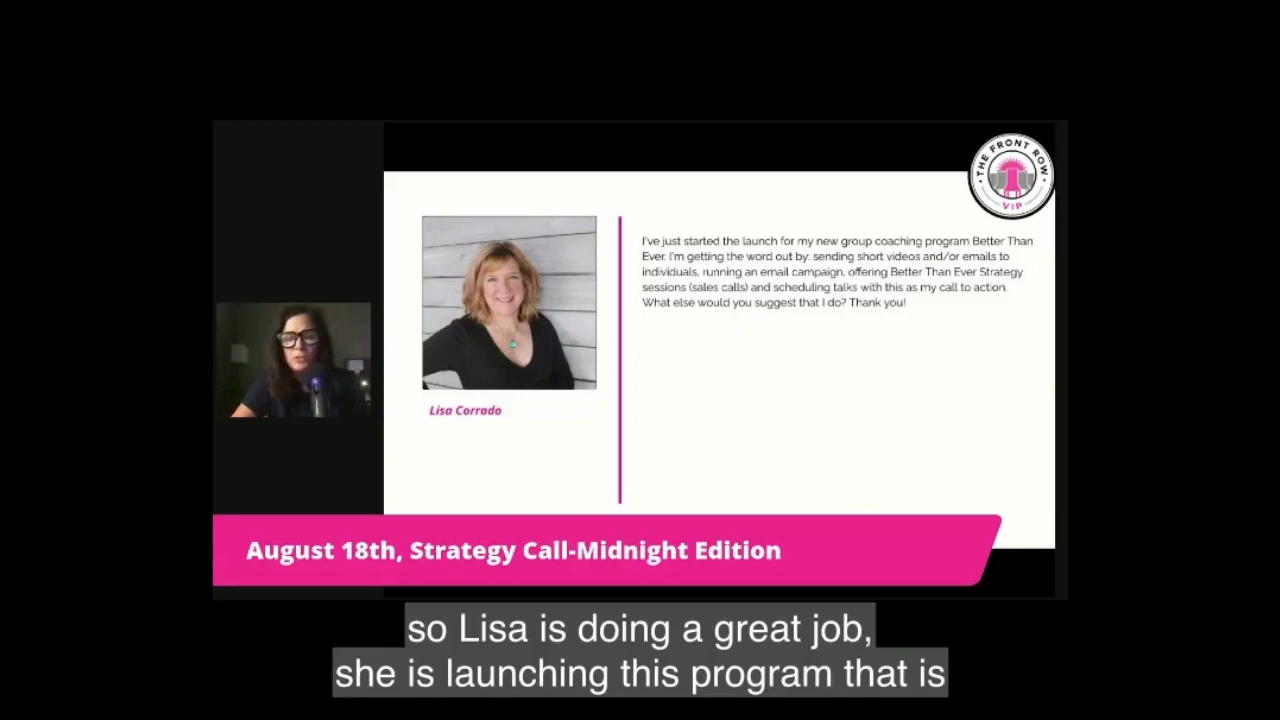 THE FRONT ROW
VIP
I've just started the launch for my new group coaching program Better Than
Ever. I'm getting the word out by: sending short videos and/or emails to
individuals, running an email campaign, offering Better Than Ever Strategy
sessions (sales calls) and scheduling talks with this as my call to action.
What else would you suggest that I do? Thank you!
Lisa Corrado
August 18th, Strategy Call-Midnight Edition
so Lisa is doing a great job,
she is launching this program that is